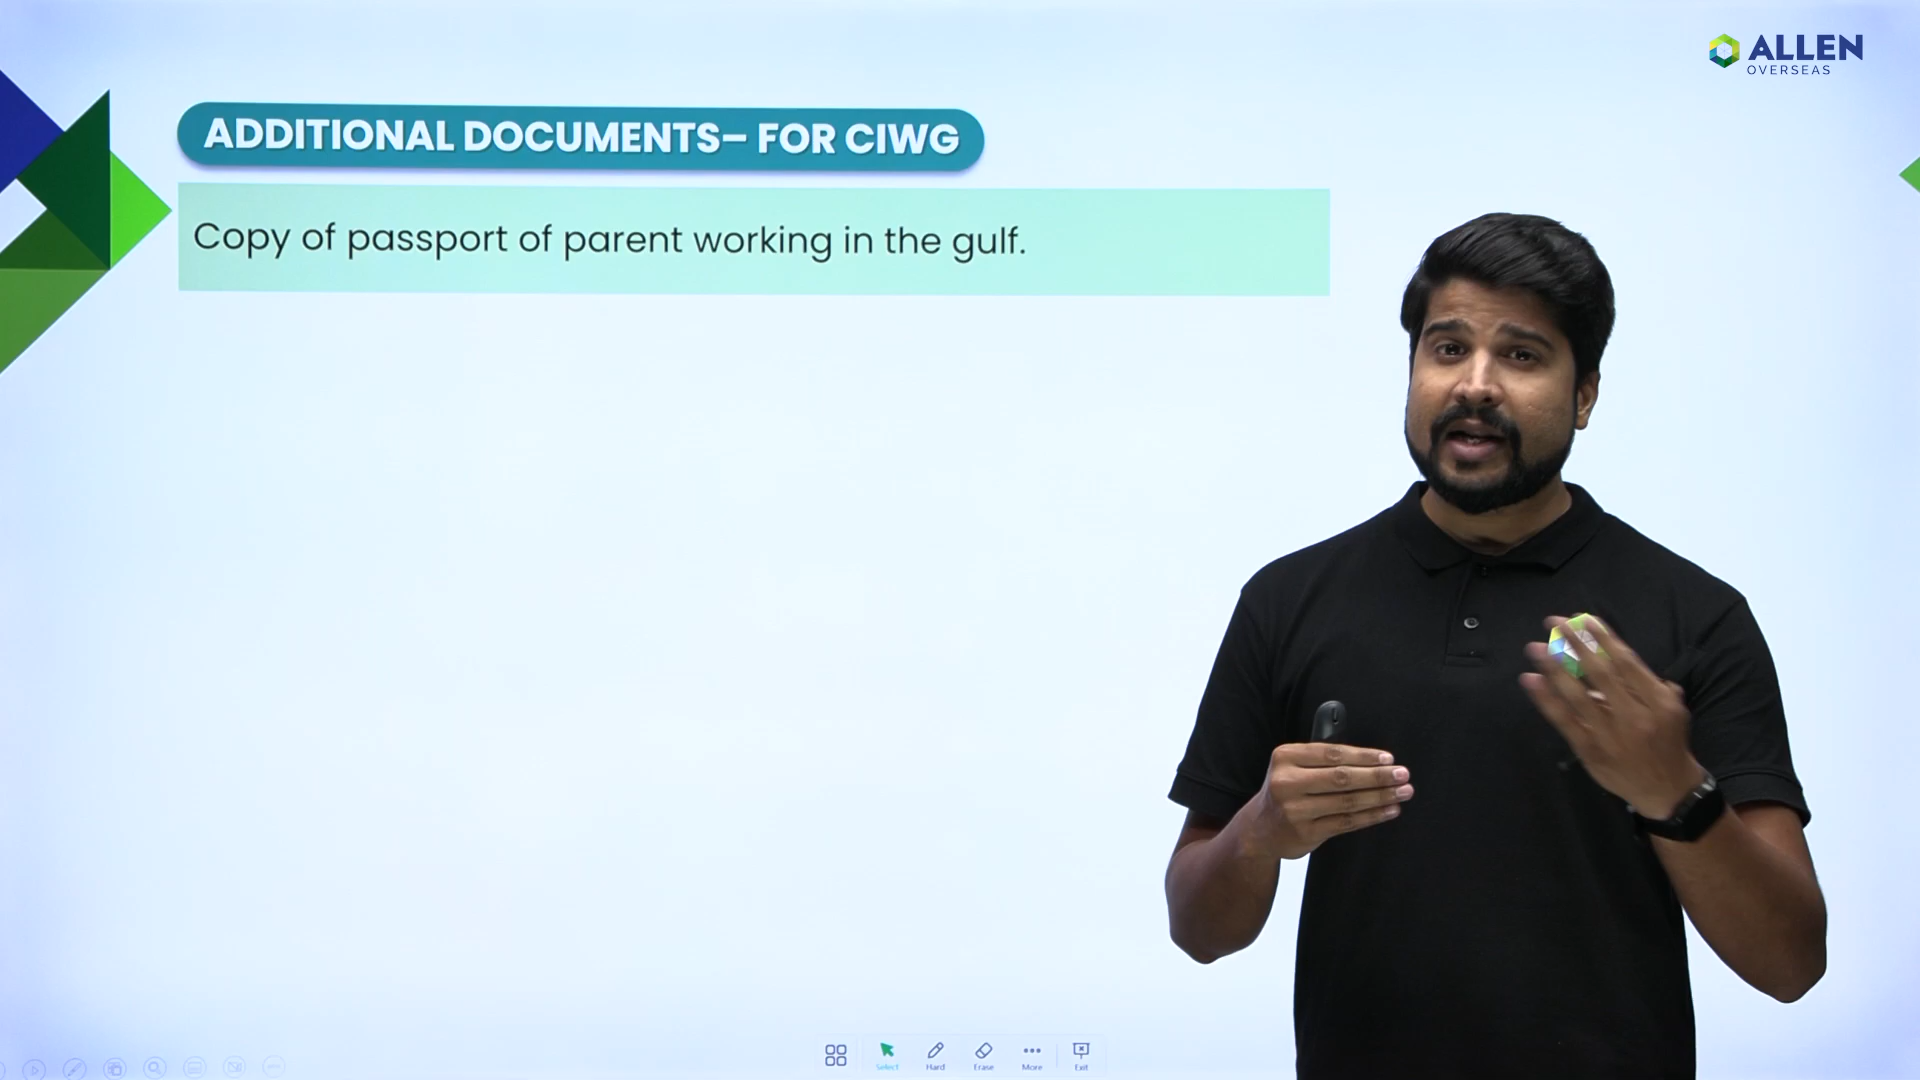 ALLEN
OVERSEAS
ADDITIONAL DOCUMENTS– FOR CIWG
Copy of passport of parent working in the gulf.
Select
Hard
Erase
More
Exit